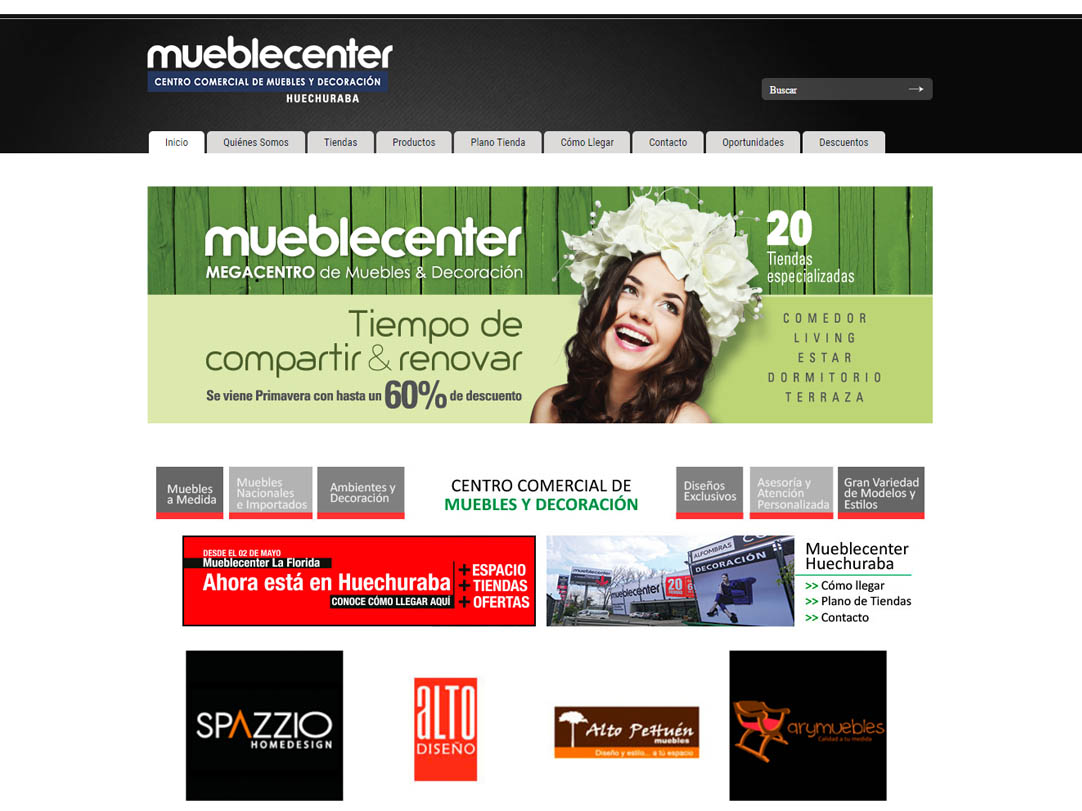 mueblecenter
CENTRO COMERCIAL DE MUEBLES Y DECORACIÓN
HUECHURABA
Buscar
Inicio
Quiénes Somos
Tiendas
Productos
Plano Tienda
Cómo Llegar
Contacto
Oportunidades
Descuentos
mueblecenter
MEGACENTRO de Muebles & Decoración
Tiempo de
compartir & renovar
Se viene Primavera con hasta un 60% de descuento
20
Tiendas
especializadas
COMEDOR
LIVING
ESTAR
DORMITORIO
TERRAZA
Muebles
a Medida
Muebles
Nacionales
e Importados
Ambientes y
Decoración
CENTRO COMERCIAL DE
MUEBLES Y DECORACIÓN
Diseños
Exclusivos
Asesoría y
Atención
Personalizada
Gran Variedad
de Modelos y
Estilos
DESDE EL 02 DE MAYO
Mueblecenter La Florida
Ahora está en Huechuraba
CONOCE CÓMO LLEGAR AQUÍ
+ ESPACIO
+ TIENDAS
+ OFERTAS
mueblecenter
mueblecenter
20
ALFOMBRAS
DECORACIÓN
Mueblecenter
Huechuraba
>> Cómo llegar
>> Plano de Tiendas
>> Contacto
SPAZZIO
HOMEDESIGN
ALTO
DISEÑO
Alto PeHuén
muebles
Diseño y estilo... a tú espacio
arymuebles
Calidad a tu medida